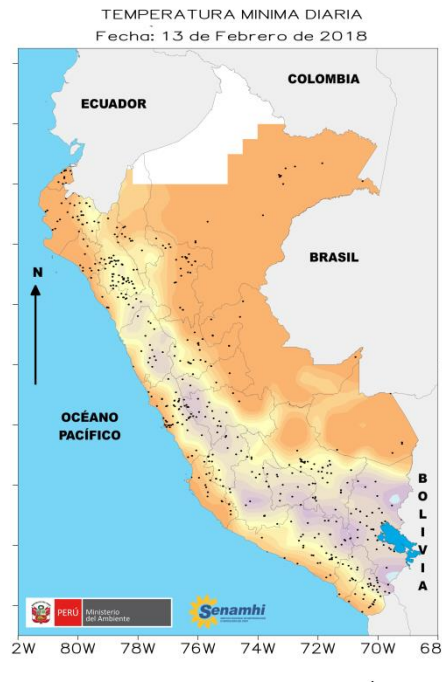 TEMPERATURA MINIMA DIARIA
Fecha: 13 de Febrero de 2018
COLOMBIA
ECUADOR
BRASIL
N
OCÉANO
PACÍFICO
BOLIVIA
PERÚ
Ministerio
del Ambiente
Senamhi
2W 80W 78W 76W 74W 72W 70W 68